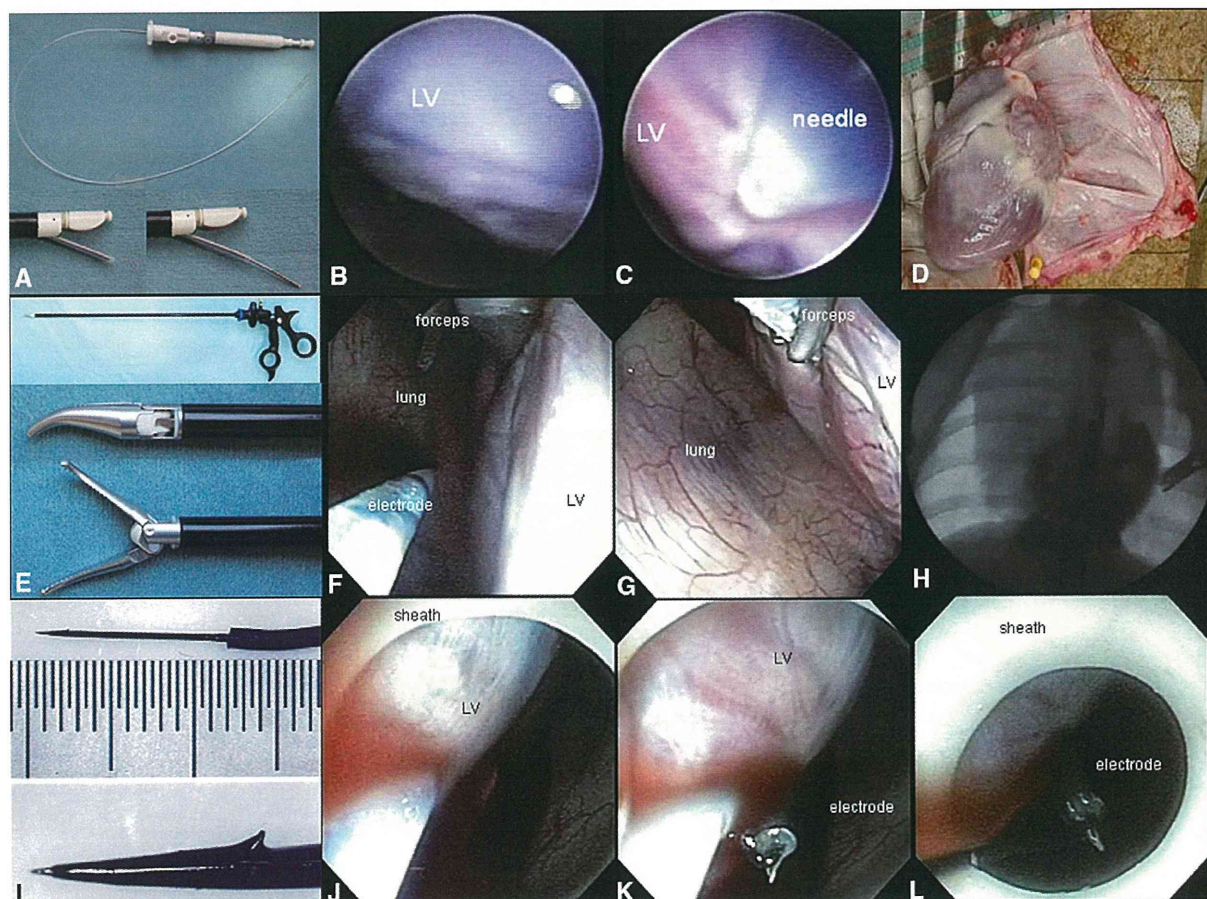 A
LV
B
LV
needle
C
D
E
forceps
lung
electrode
LV
F
forceps
LV
lung
G
H
I
sheath
LV
J
LV
electrode
K
sheath
electrode
L